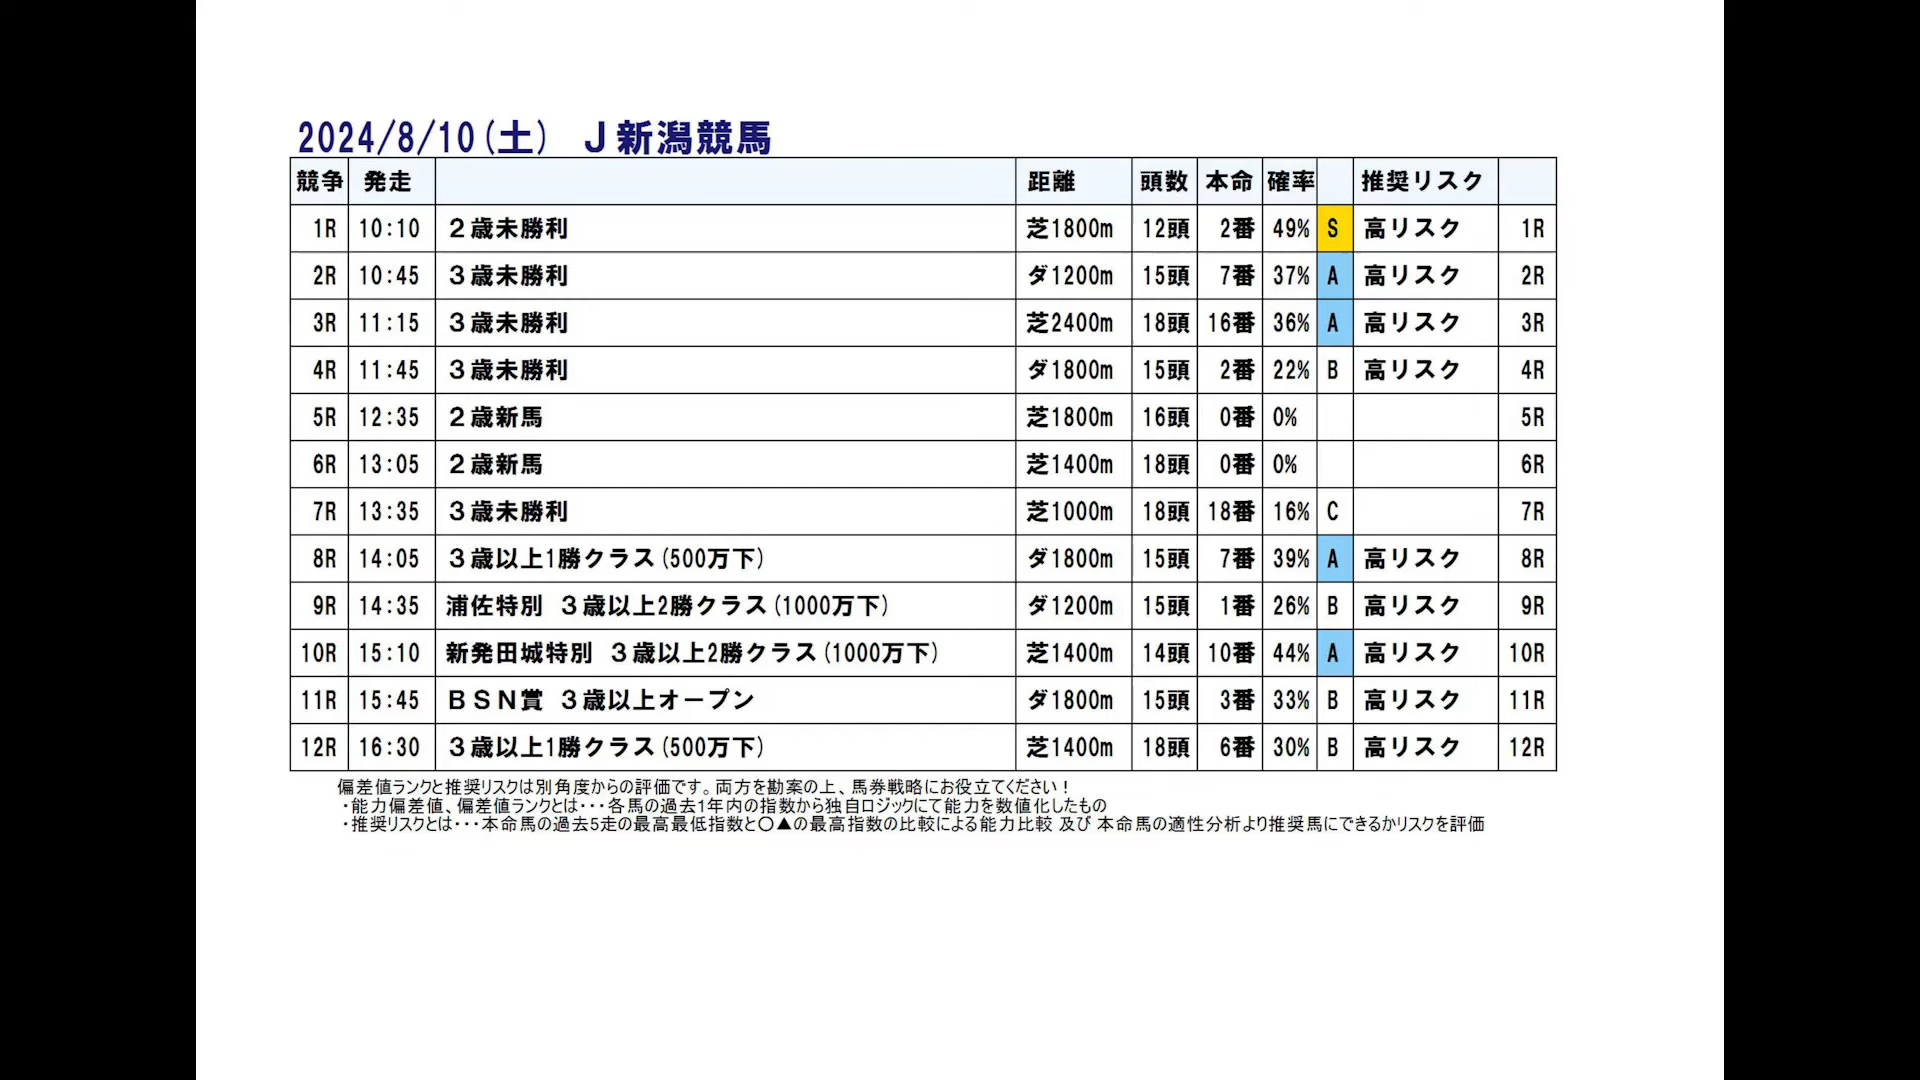 2024/8/10(土) J新潟競馬
競争 発走 距離 頭数 本命 確率 推奨リスク
1R 10:10 2歳未勝利 芝1800m 12頭 2番 49% S 高リスク 1R
2R 10:45 3歳未勝利 ダ1200m 15頭 7番 37% A 高リスク 2R
3R 11:15 3歳未勝利 芝2400m 18頭 16番 36% A 高リスク 3R
4R 11:45 3歳未勝利 ダ1800m 15頭 2番 22% B 高リスク 4R
5R 12:35 2歳新馬 芝1800m 16頭 0番 0% 5R
6R 13:05 2歳新馬 芝1400m 18頭 0番 0% 6R
7R 13:35 3歳未勝利 芝1000m 18頭 18番 16% C 7R
8R 14:05 3歳以上1勝クラス(500万下) ダ1800m 15頭 7番 39% A 高リスク 8R
9R 14:35 浦佐特別 3歳以上2勝クラス(1000万下) ダ1200m 15頭 1番 26% B 高リスク 9R
10R 15:10 新発田城特別 3歳以上2勝クラス(1000万下) 芝1400m 14頭 10番 44% A 高リスク 10R
11R 15:45 BSN賞 3歳以上オープン ダ1800m 15頭 3番 33% B 高リスク 11R
12R 16:30 3歳以上1勝クラス(500万下) 芝1400m 18頭 6番 30% B 高リスク 12R
偏差値ランクと推奨リスクは別角度からの評価です。両方を勘案の上、馬券戦略にお役立てください!
・能力偏差値、偏差値ランクとは・・・各馬の過去1年内の指数から独自ロジックにて能力を数値化したもの
・推奨リスクとは・・・本命馬の過去5走の最高最低指数と〇▲の最高指数の比較による能力比較 及び 本命馬の適性分析より推奨馬にできるかリスクを評価